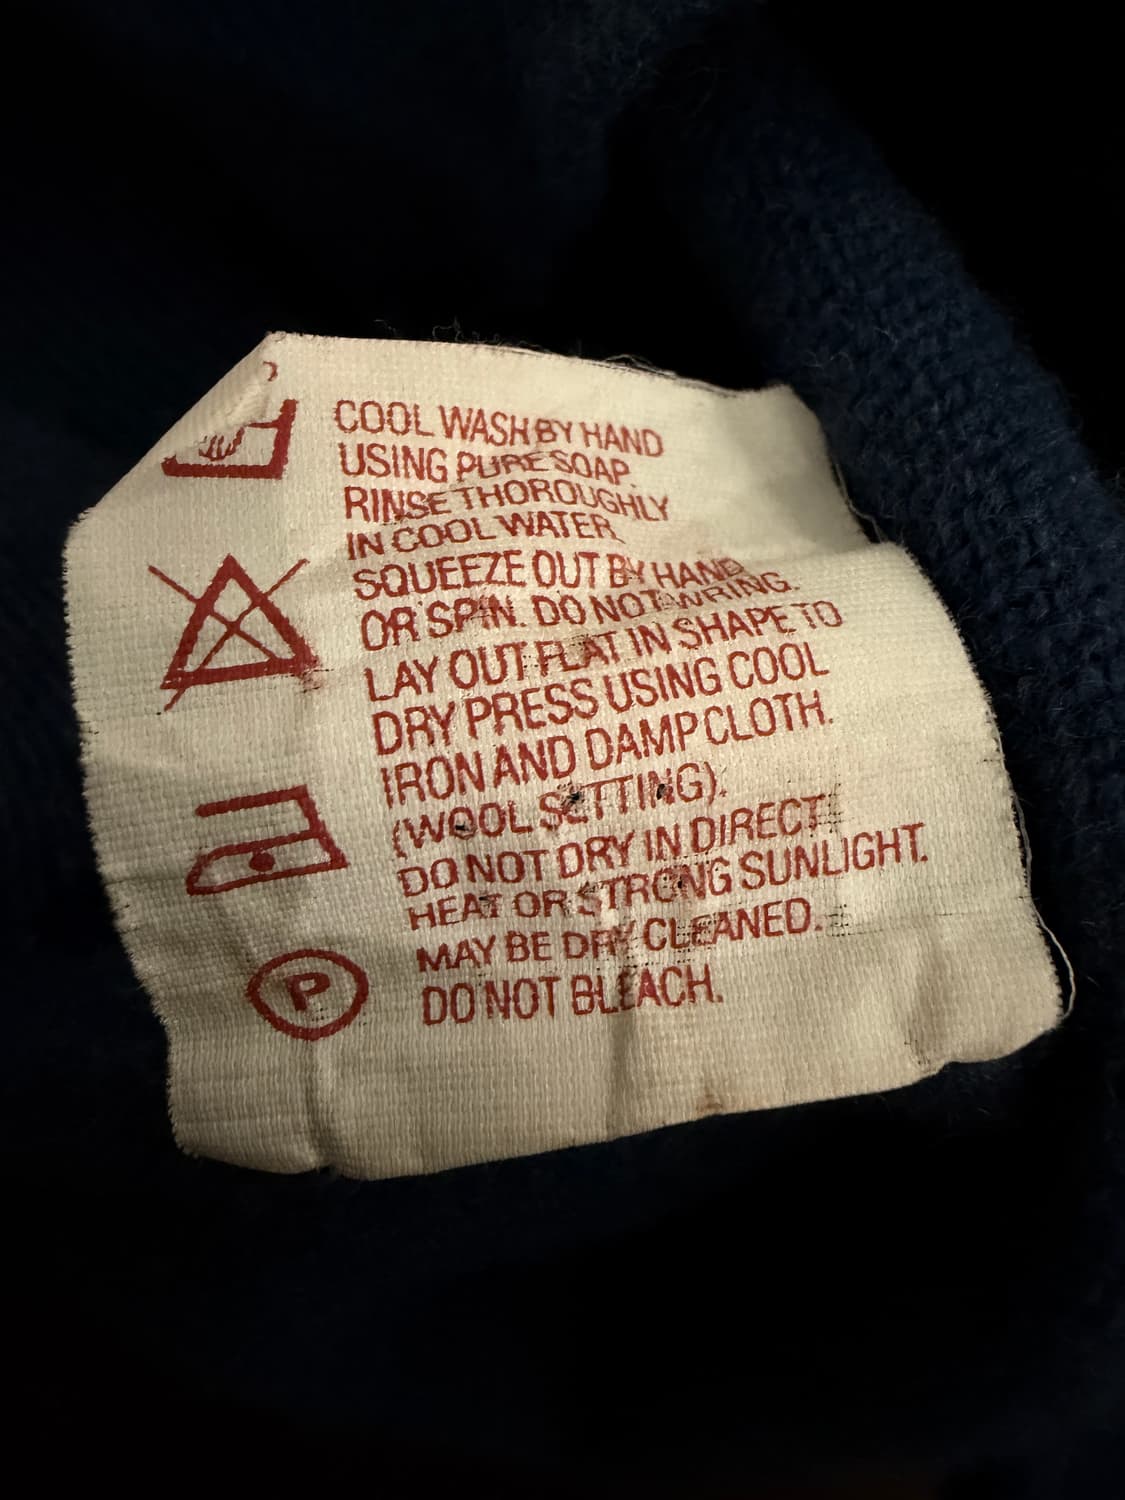 COOL WASH BY HAND
USING PURE SOAP.
RINSE THOROUGHLY
IN COOL WATER
SQUEEZE OUT BY HAND
OR SPIN. DO NOT WRING.
LAY OUT FLAT IN SHAPE TO
DRY PRESS USING COOL
IRON AND DAMP CLOTH.
(WOOL SETTING).
DO NOT DRY IN DIRECT
HEAT OR STRONG SUNLIGHT.
MAY BE DRY CLEANED.
DO NOT BLEACH.
P